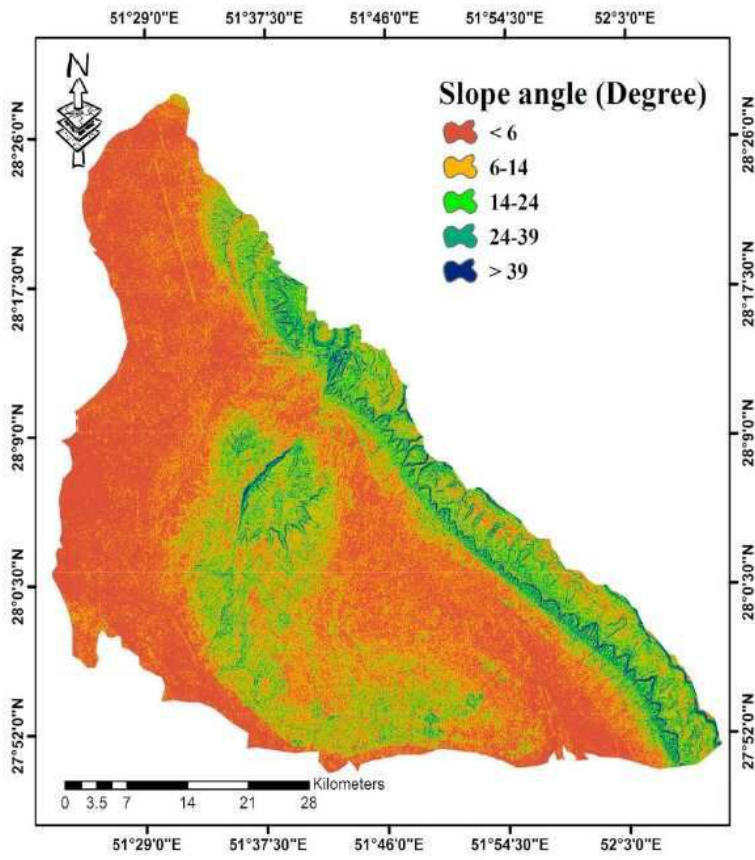 51°29'0"E 51°37'30"E 51°46'0"E 51°54'30"E 52°3'0"E
N
Slope angle (Degree)
< 6
6-14
14-24
24-39
> 39
28°26'0"N 28°26'0"N
28°17'30"N 28°17'30"N
28°9'0"N 28°9'0"N
28°0'30"N 28°0'30"N
27°52'0"N 27°52'0"N
Kilometers
0 3.5 7 14 21 28
51°29'0"E 51°37'30"E 51°46'0"E 51°54'30"E 52°3'0"E